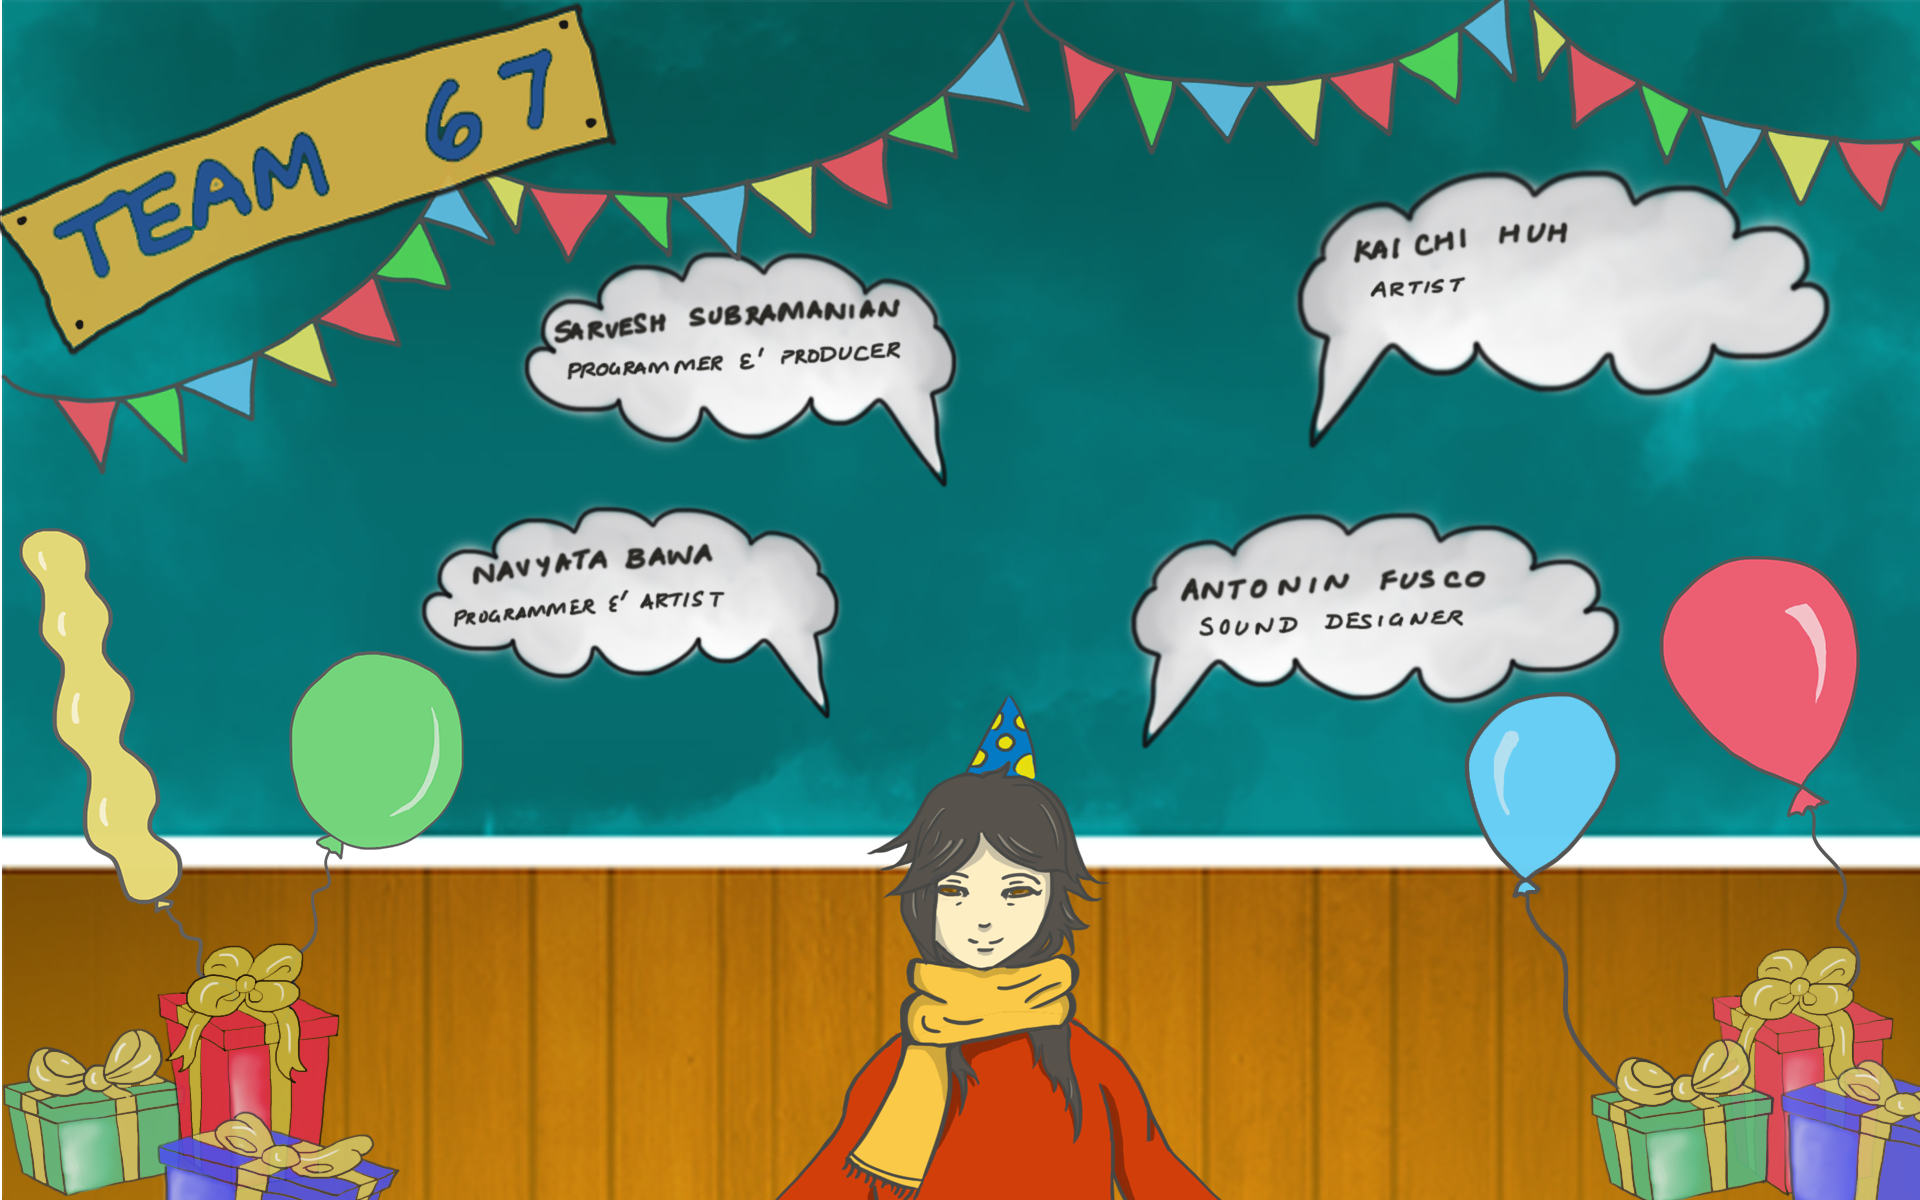 TEAM 67
SARVESH SUBRAMANIAN
PROGRAMMER & PRODUCER
KAI CHI HUH
ARTIST
NAVYATA BAWA
PROGRAMMER & ARTIST
ANTONIN FUSCO
SOUND DESIGNER